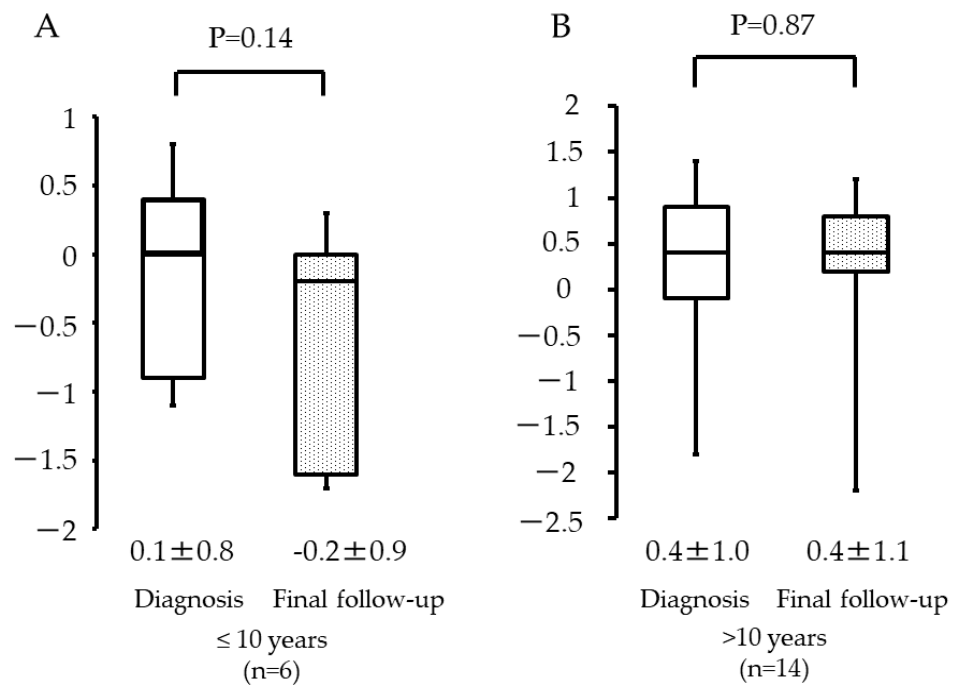 A
P=0.14
1
0.5
0
−0.5
−1
−1.5
−2
0.1±0.8 -0.2±0.9
Diagnosis Final follow-up
≤ 10 years
(n=6)
B
P=0.87
2
1.5
1
0.5
0
−0.5
−1
−1.5
−2
−2.5
0.4±1.0 0.4±1.1
Diagnosis Final follow-up
>10 years
(n=14)